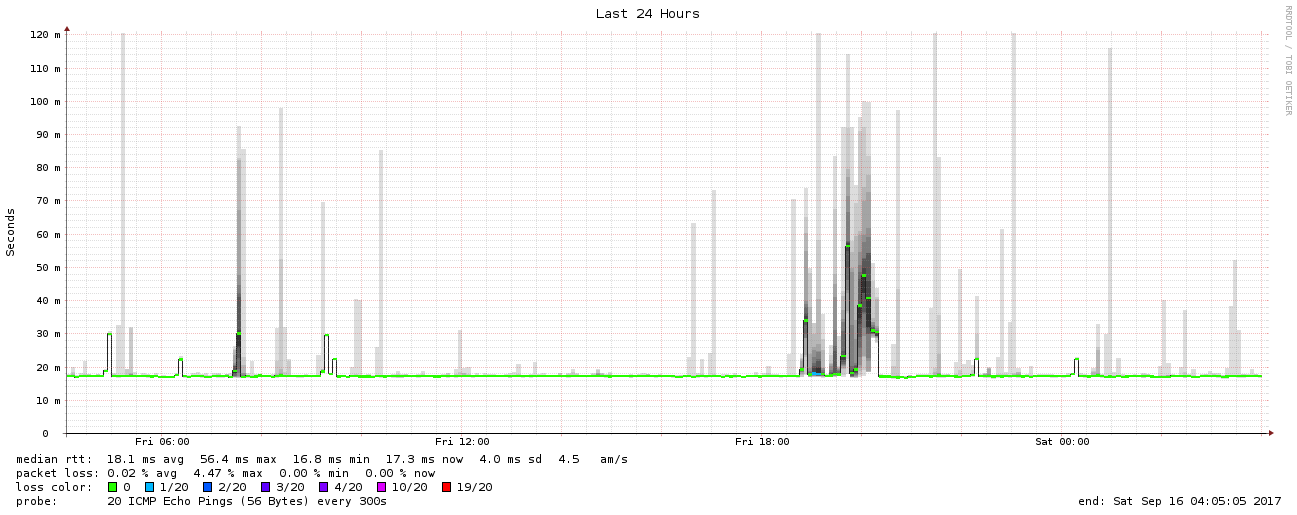 Last 24 Hours
RRDTOOL / TOBI OETIKER
Seconds
120 m
110 m
100 m
90 m
80 m
70 m
60 m
50 m
40 m
30 m
20 m
10 m
0
Fri 06:00 Fri 12:00 Fri 18:00 Sat 00:00
median rtt: 18.1 ms avg 56.4 ms max 16.8 ms min 17.3 ms now 4.0 ms sd 4.5 am/s
packet loss: 0.02 % avg 4.47 % max 0.00 % min 0.00 % now
loss color: 0 1/20 2/20 3/20 4/20 10/20 19/20
probe: 20 ICMP Echo Pings (56 Bytes) every 300s end: Sat Sep 16 04:05:05 2017